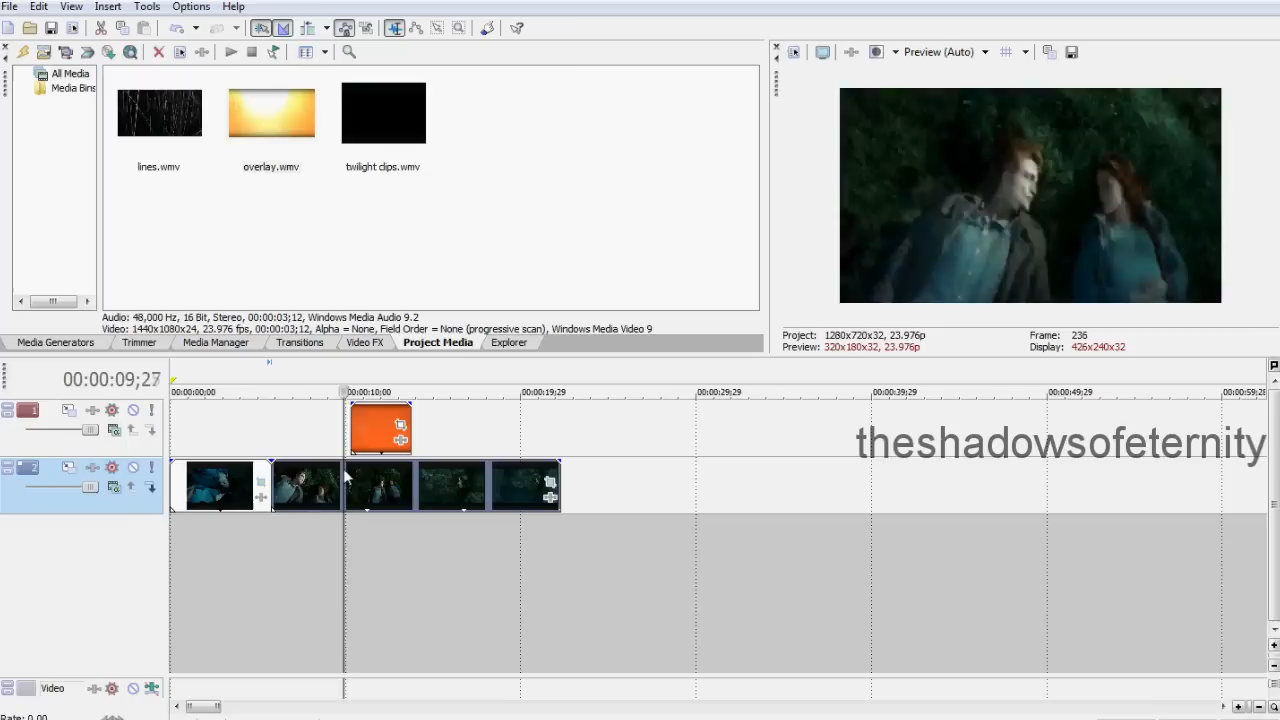 File Edit View Insert Tools Options Help
Preview (Auto)
All Media
Media Bins
lines.wmv
overlay.wmv
twilight clips.wmv
Audio: 48,000 Hz, 16 Bit, Stereo, 00:00:03;12, Windows Media Audio 9.2
Video: 1440x1080x24, 23.976 fps, 00:00:03;12, Alpha = None, Field Order = None (progressive scan), Windows Media Video 9
Media Generators Trimmer Media Manager Transitions Video FX Project Media Explorer
Project: 1280x720x32, 23.976p
Preview: 320x180x32, 23.976p
Frame: 236
Display: 426x240x32
00:00:09;27
00:00:00;00 00:00:10;00 00:00:19;29 00:00:29;29 00:00:39;29 00:00:49;29 00:00:59;28
1
theshadowsofeternity
2
Video
Rate: 0.00